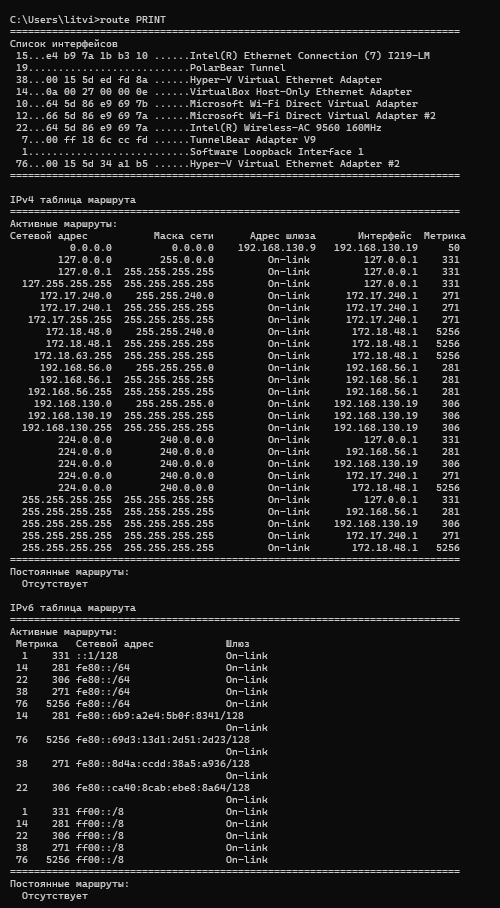 C:\Users\litvi>route PRINT
===========================================================================
Список интерфейсов
 15...e4 b9 7a 1b b3 10 ......Intel(R) Ethernet Connection (7) I219-LM
 19...........................PolarBear Tunnel
 38...00 15 5d ed fd 8a ......Hyper-V Virtual Ethernet Adapter
 14...0a 00 27 00 00 0e ......VirtualBox Host-Only Ethernet Adapter
 10...64 5d 86 e9 69 7b ......Microsoft Wi-Fi Direct Virtual Adapter
 12...66 5d 86 e9 69 7a ......Microsoft Wi-Fi Direct Virtual Adapter #2
 22...64 5d 86 e9 69 7a ......Intel(R) Wireless-AC 9560 160MHz
  7...00 ff 18 6c cc fd ......TunnelBear Adapter V9
  1...........................Software Loopback Interface 1
 76...00 15 5d 34 a1 b5 ......Hyper-V Virtual Ethernet Adapter #2
===========================================================================
IPv4 таблица маршрута
===========================================================================
Активные маршруты:
Сетевой адрес           Маска сети      Адрес шлюза       Интерфейс  Метрика
          0.0.0.0          0.0.0.0    192.168.130.9   192.168.130.19     50
        127.0.0.0        255.0.0.0         On-link         127.0.0.1    331
        127.0.0.1  255.255.255.255         On-link         127.0.0.1    331
  127.255.255.255  255.255.255.255         On-link         127.0.0.1    331
     172.17.240.0    255.255.240.0         On-link      172.17.240.1    271
     172.17.240.1  255.255.255.255         On-link      172.17.240.1    271
   172.17.255.255  255.255.255.255         On-link      172.17.240.1    271
      172.18.48.0    255.255.240.0         On-link       172.18.48.1   5256
      172.18.48.1  255.255.255.255         On-link       172.18.48.1   5256
    172.18.63.255  255.255.255.255         On-link       172.18.48.1   5256
     192.168.56.0    255.255.255.0         On-link      192.168.56.1    281
     192.168.56.1  255.255.255.255         On-link      192.168.56.1    281
   192.168.56.255  255.255.255.255         On-link      192.168.56.1    281
    192.168.130.0    255.255.255.0         On-link    192.168.130.19    306
   192.168.130.19  255.255.255.255         On-link    192.168.130.19    306
  192.168.130.255  255.255.255.255         On-link    192.168.130.19    306
        224.0.0.0        240.0.0.0         On-link         127.0.0.1    331
        224.0.0.0        240.0.0.0         On-link      192.168.56.1    281
        224.0.0.0        240.0.0.0         On-link    192.168.130.19    306
        224.0.0.0        240.0.0.0         On-link      172.17.240.1    271
        224.0.0.0        240.0.0.0         On-link       172.18.48.1   5256
  255.255.255.255  255.255.255.255         On-link         127.0.0.1    331
  255.255.255.255  255.255.255.255         On-link      192.168.56.1    281
  255.255.255.255  255.255.255.255         On-link    192.168.130.19    306
  255.255.255.255  255.255.255.255         On-link      172.17.240.1    271
  255.255.255.255  255.255.255.255         On-link       172.18.48.1   5256
===========================================================================
Постоянные маршруты:
  Отсутствует
IPv6 таблица маршрута
===========================================================================
Активные маршруты:
 Метрика   Сетевой адрес            Шлюз
  1    331 ::1/128                  On-link
 14    281 fe80::/64                On-link
 22    306 fe80::/64                On-link
 38    271 fe80::/64                On-link
 76   5256 fe80::/64                On-link
 14    281 fe80::6b9:a2e4:5b0f:8341/128
                                    On-link
 76   5256 fe80::69d3:13d1:2d51:2d23/128
                                    On-link
 38    271 fe80::8d4a:ccdd:38a5:a936/128
                                    On-link
 22    306 fe80::ca40:8cab:ebe8:8a64/128
                                    On-link
  1    331 ff00::/8                 On-link
 14    281 ff00::/8                 On-link
 22    306 ff00::/8                 On-link
 38    271 ff00::/8                 On-link
 76   5256 ff00::/8                 On-link
===========================================================================
Постоянные маршруты:
  Отсутствует